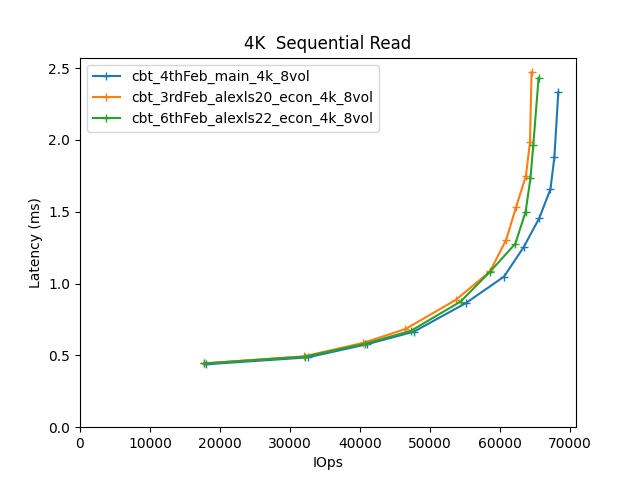 4K  Sequential Read
cbt_4thFeb_main_4k_8vol
cbt_3rdFeb_alexls20_econ_4k_8vol
cbt_6thFeb_alexls22_econ_4k_8vol
Latency (ms)
2.5
2.0
1.5
1.0
0.5
0.0
0 10000 20000 30000 40000 50000 60000 70000
IOps